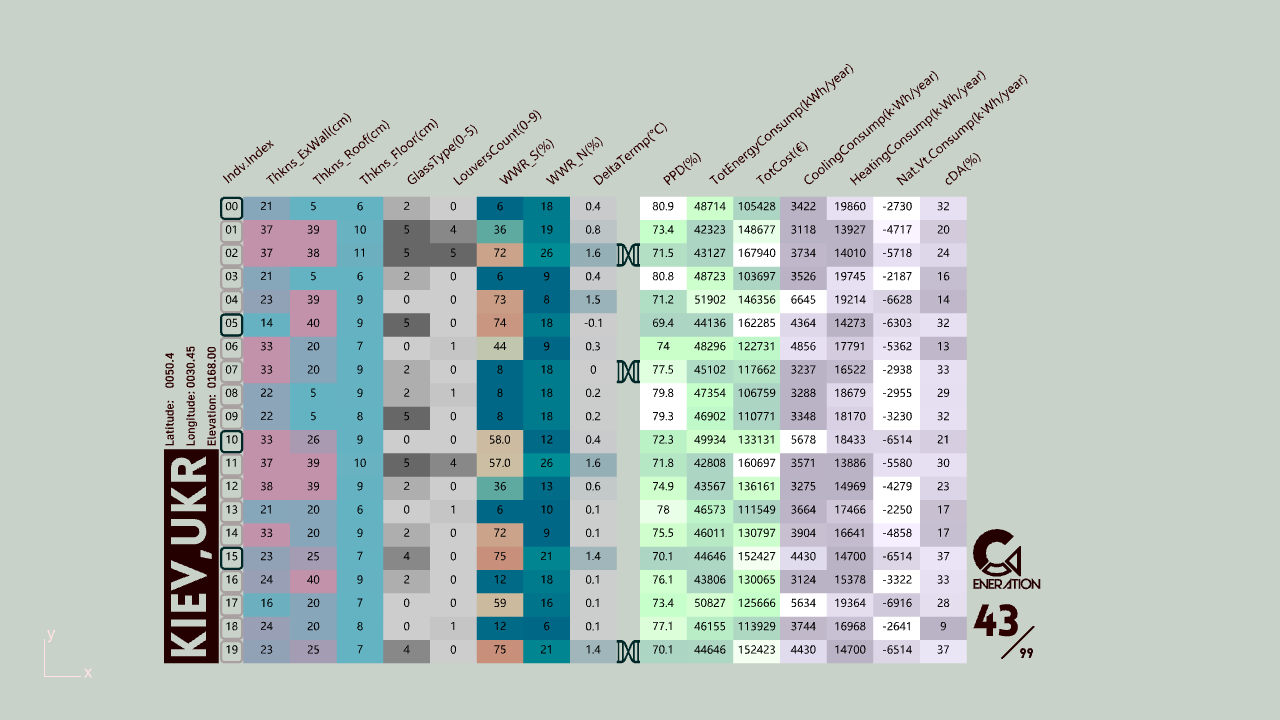 Indv.Index Thkns_ExWall(cm) Thkns_Roof(cm) Thkns_Floor(cm) GlassType(0-5) LouversCount(0-9) WWR_S(%) WWR_N(%) DeltaTermp(°C) PPD(%) TotEnergyConsump(kWh/year) TotCost(€) CoolingConsump(k·Wh/year) HeatingConsump(k·Wh/year) Nat.Vt.Consump(k·Wh/year) cDA(%)
00 21 5 6 2 0 6 18 0.4 80.9 48714 105428 3422 19860 -2730 32
01 37 39 10 5 4 36 19 0.8 73.4 42323 148677 3118 13927 -4717 20
02 37 38 11 5 5 72 26 1.6 71.5 43127 167940 3734 14010 -5718 24
03 21 5 6 2 0 6 9 0.4 80.8 48723 103697 3526 19745 -2187 16
04 23 39 9 0 0 73 8 1.5 71.2 51902 146356 6645 19214 -6628 14
05 14 40 9 5 0 74 18 -0.1 69.4 44136 162285 4364 14273 -6303 32
06 33 20 7 0 1 44 9 0.3 74 48296 122731 4856 17791 -5362 13
07 33 20 9 2 0 8 18 0 77.5 45102 117662 3237 16522 -2938 33
08 22 5 9 2 1 8 18 0.2 79.8 47354 106759 3288 18679 -2955 29
09 22 5 8 5 0 8 18 0.2 79.3 46902 110771 3348 18170 -3230 32
10 33 26 9 0 0 58.0 12 0.4 72.3 49934 133131 5678 18433 -6514 21
11 37 39 10 5 4 57.0 26 1.6 71.8 42808 160697 3571 13886 -5580 30
12 38 39 9 2 0 36 13 0.6 74.9 43567 136161 3275 14969 -4279 23
13 21 20 6 0 1 6 10 0.1 78 46573 111549 3664 17466 -2250 17
14 33 20 9 2 0 72 9 0.1 75.5 46011 130797 3904 16641 -4858 17
15 23 25 7 4 0 75 21 1.4 70.1 44646 152427 4430 14700 -6514 37
16 24 40 9 2 0 12 18 0.1 76.1 43806 130065 3124 15378 -3322 33
17 16 20 7 0 0 59 16 0.1 73.4 50827 125666 5634 19364 -6916 28
18 24 20 8 0 1 12 6 0.1 77.1 46155 113929 3744 16968 -2641 9
19 23 25 7 4 0 75 21 1.4 70.1 44646 152423 4430 14700 -6514 37
Latitude: 0050.4
Longitude: 0030.45
Elevation: 0168.00
KIEV,UKR
G
ENERATION
43/99
y
x